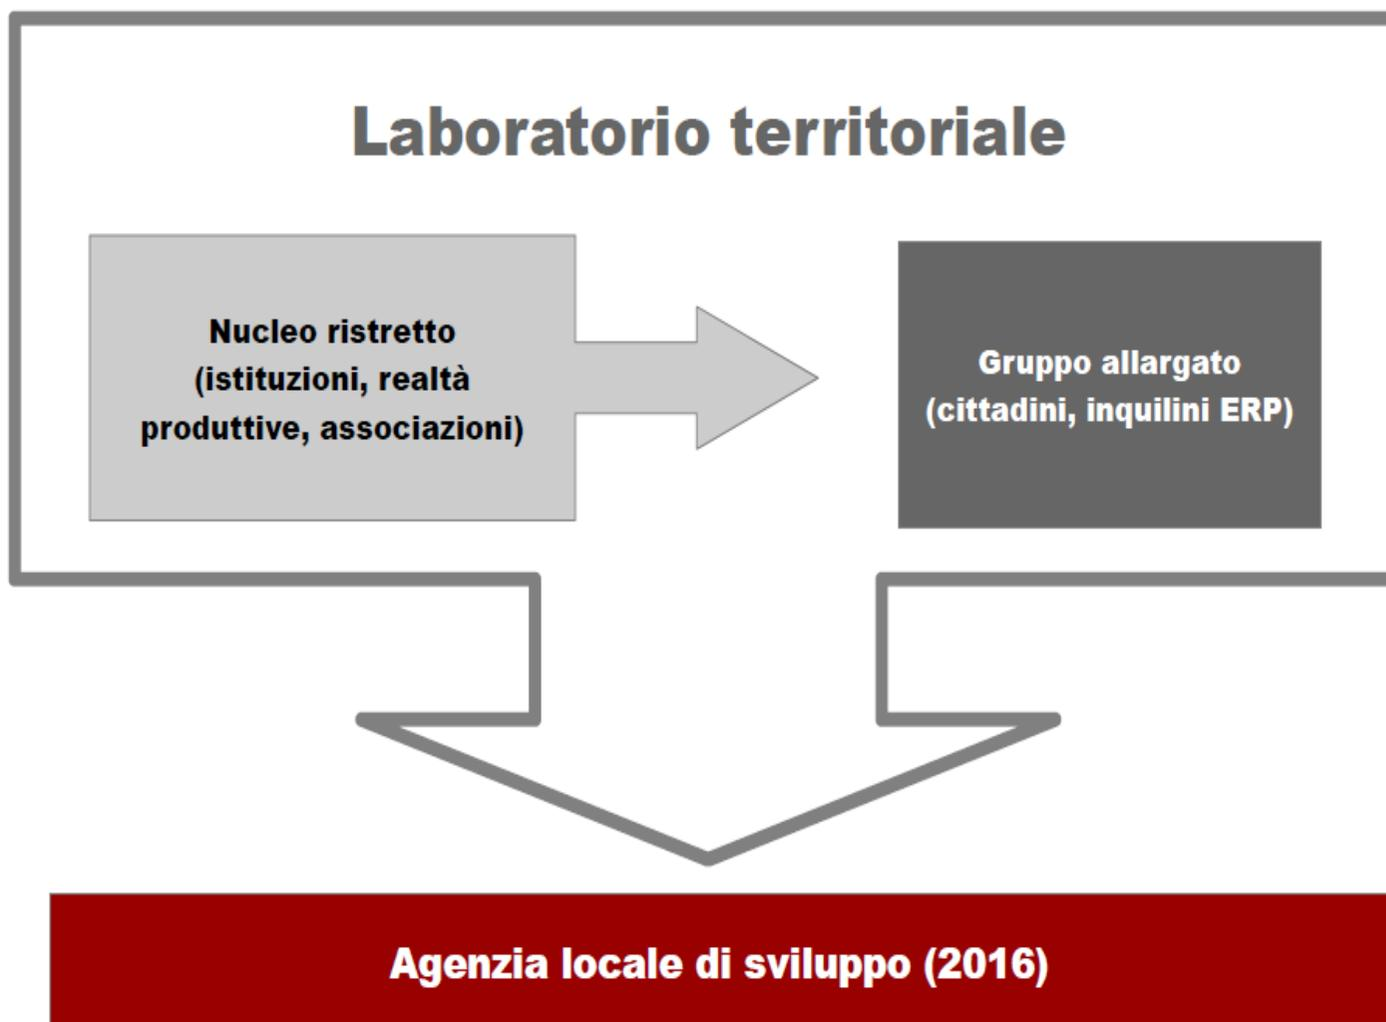 Laboratorio territoriale
Nucleo ristretto
(istituzioni, realtà
produttive, associazioni)
Gruppo allargato
(cittadini, inquilini ERP)
Agenzia locale di sviluppo (2016)